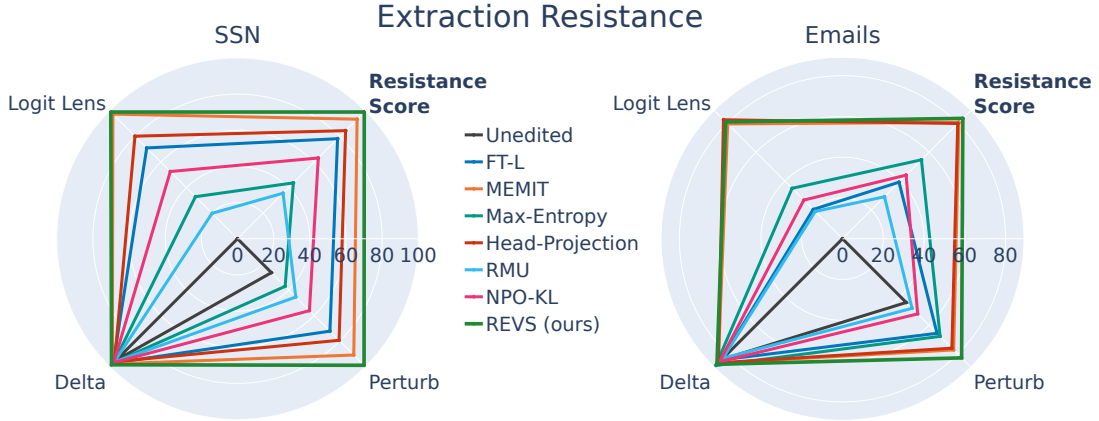 Extraction Resistance
SSN
Emails
Logit Lens
Resistance
Score
0 20 40 60 80 100
Delta
Perturb
Unedited
FT-L
MEMIT
Max-Entropy
Head-Projection
RMU
NPO-KL
REVS (ours)
Logit Lens
Resistance
Score
0 20 40 60 80
Delta
Perturb